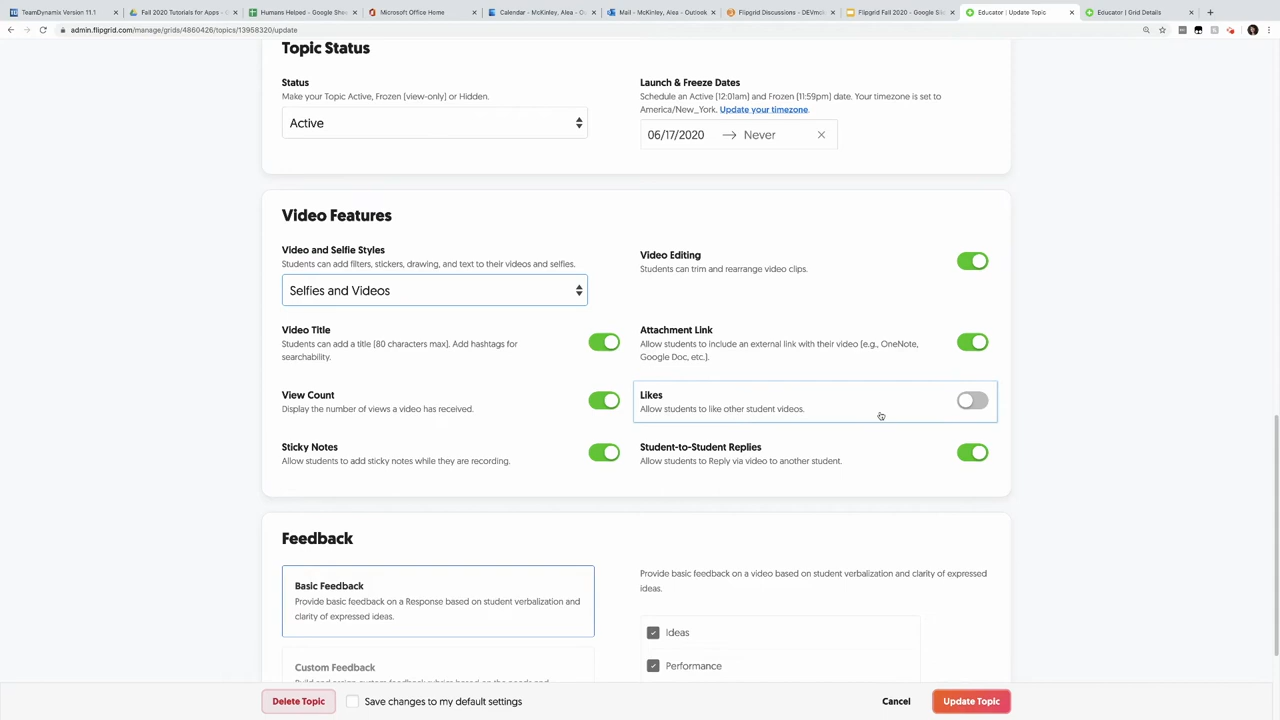 TeamDynamix Version 11.1
Fall 2020 Tutorials for Apps - G
Humans Helped - Google Shee
Microsoft Office Home
Calendar - McKinley, Alea - O
Mail - McKinley, Alea - Outlook
Flipgrid Discussions - DEVmcl
Flipgrid Fall 2020 - Google Slid
Educator | Update Topic
Educator | Grid Details
admin.flipgrid.com/manage/grids/4860426/topics/13958320/update
Topic Status
Status
Launch & Freeze Dates
Make your Topic Active, Frozen [view-only] or Hidden.
Schedule an Active [12:01am] and Frozen [11:59pm] date. Your timezone is set to
America/New_York. Update your timezone.
Active
06/17/2020 → Never
Video Features
Video and Selfie Styles
Students can add filters, stickers, drawing, and text to their videos and selfies.
Selfies and Videos
Video Editing
Students can trim and rearrange video clips.
Video Title
Students can add a title [80 characters max]. Add hashtags for
searchability.
Attachment Link
Allow students to include an external link with their video [e.g., OneNote,
Google Doc, etc.].
View Count
Display the number of views a video has received.
Likes
Allow students to like other student videos.
Sticky Notes
Allow students to add sticky notes while they are recording.
Student-to-Student Replies
Allow students to Reply via video to another student.
Feedback
Basic Feedback
Provide basic feedback on a Response based on student verbalization and
clarity of expressed ideas.
Provide basic feedback on a video based on student verbalization and clarity of expressed
ideas.
Ideas
Performance
Custom Feedback
Delete Topic
Save changes to my default settings
Cancel
Update Topic